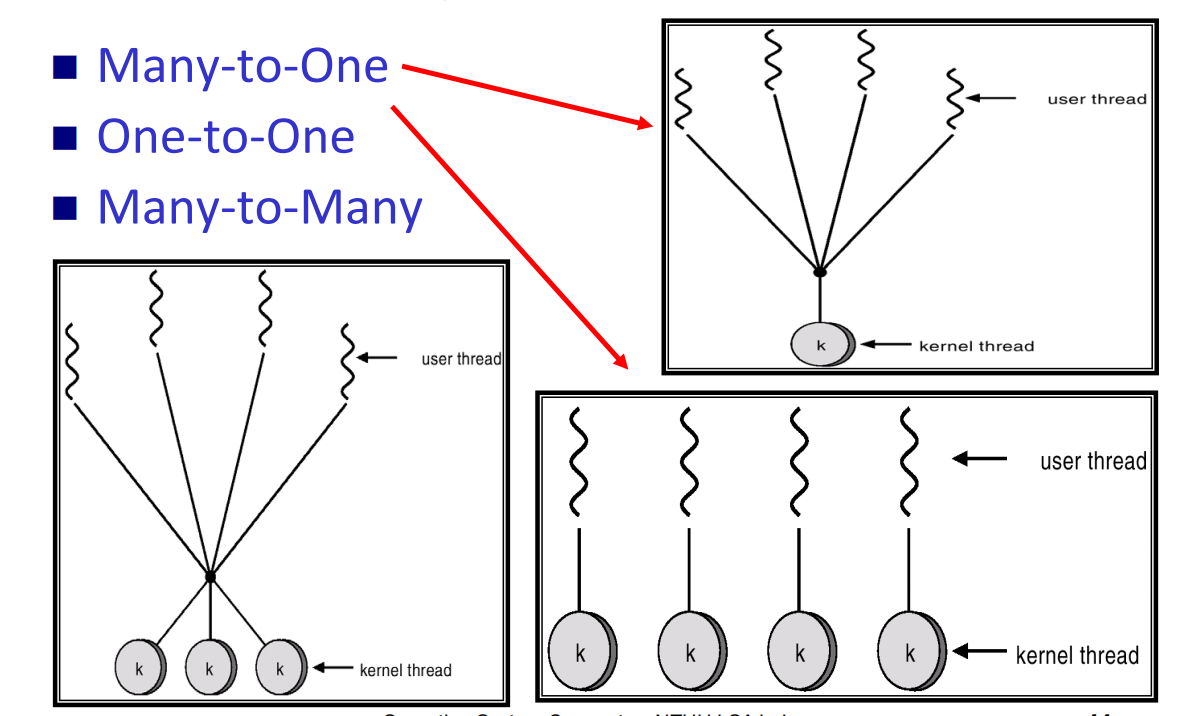 Many-to-One
One-to-One
Many-to-Many
user thread
k
kernel thread
user thread
k k k
kernel thread
user thread
k k k k
kernel thread